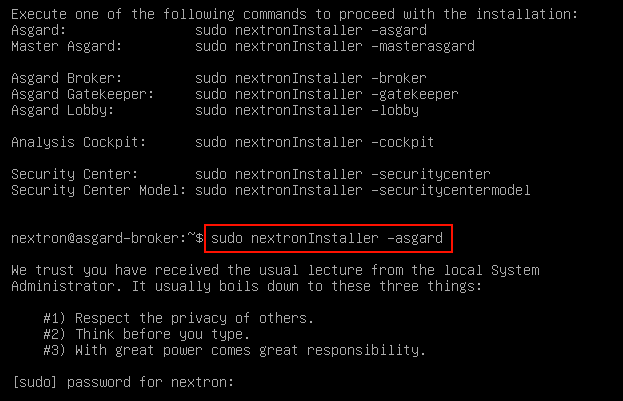 Execute one of the following commands to proceed with the installation:
Asgard: sudo nextronInstaller -asgard
Master Asgard: sudo nextronInstaller -masterasgard
Asgard Broker: sudo nextronInstaller -broker
Asgard Gatekeeper: sudo nextronInstaller -gatekeeper
Asgard Lobby: sudo nextronInstaller -lobby
Analysis Cockpit: sudo nextronInstaller -cockpit
Security Center: sudo nextronInstaller -securitycenter
Security Center Model: sudo nextronInstaller -securitycentermodel
nextron@asgard-broker:~$ sudo nextronInstaller -asgard
We trust you have received the usual lecture from the local System
Administrator. It usually boils down to these three things:
#1) Respect the privacy of others.
#2) Think before you type.
#3) With great power comes great responsibility.
[sudo] password for nextron: